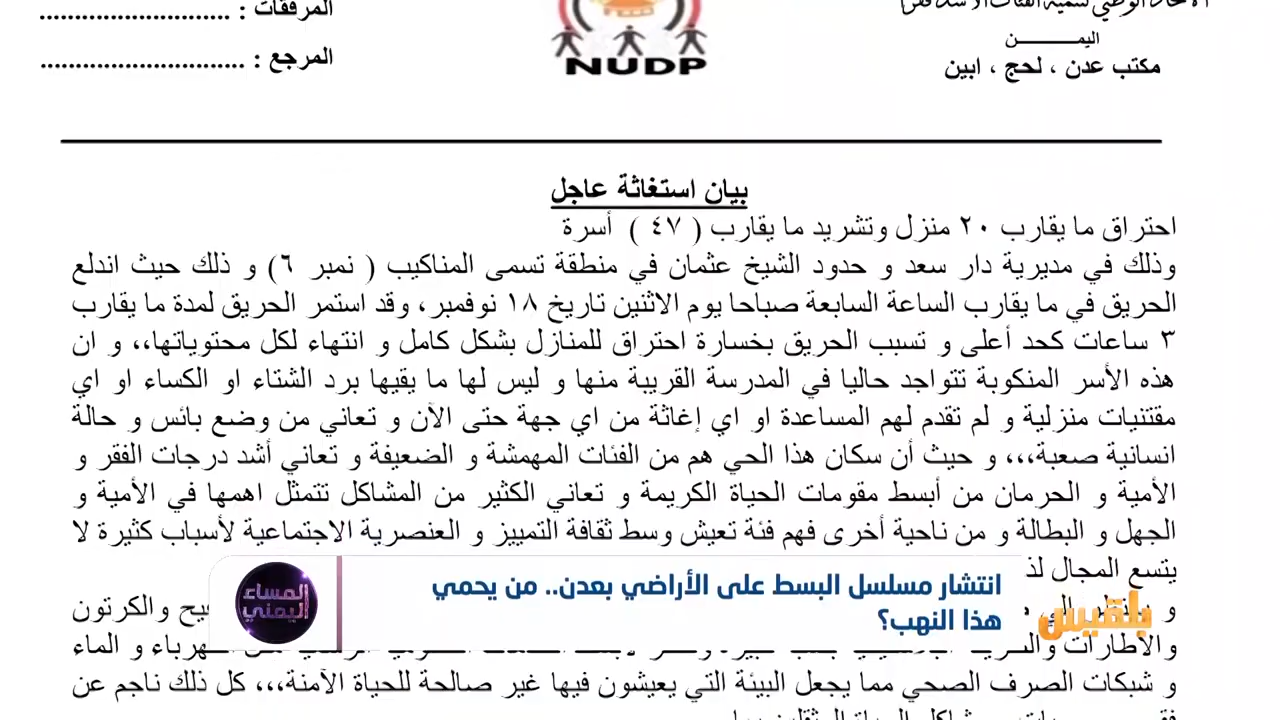 المرفقات : ............................
المرجع : ............................
NUDP
اليمـــــــــن
مكتب عدن ، لحج ، ابين
بيان استغاثة عاجل
احتراق ما يقارب ٢٠ منزل وتشريد ما يقارب ( ٤٧ ) أسرة
وذلك في مديرية دار سعد و حدود الشيخ عثمان في منطقة تسمى المناكيب ( نمبر ٦) و ذلك حيث اندلع
الحريق في ما يقارب الساعة السابعة صباحا يوم الاثنين تاريخ ١٨ نوفمبر، وقد استمر الحريق لمدة ما يقارب
٣ ساعات كحد أعلى و تسبب الحريق بخسارة احتراق للمنازل بشكل كامل و انتهاء لكل محتوياتها،، و ان
هذه الأسر المنكوبة تتواجد حاليا في المدرسة القريبة منها و ليس لها ما يقيها برد الشتاء او الكساء او اي
مقتنيات منزلية و لم تقدم لهم المساعدة او اي إغاثة من اي جهة حتى الآن و تعاني من وضع بائس و حالة
انسانية صعبة،،، و حيث أن سكان هذا الحي هم من الفئات المهمشة و الضعيفة و تعاني أشد درجات الفقر و
الأمية و الحرمان من أبسط مقومات الحياة الكريمة و تعاني الكثير من المشاكل تتمثل اهمها في الأمية و
الجهل و البطالة و من ناحية أخرى فهم فئة تعيش وسط ثقافة التمييز و العنصرية الاجتماعية لأسباب كثيرة لا
يتسع المجال
انتشار مسلسل البسط على الأراضي بعدن.. من يحمي
هذا النهب؟
المساء
اليمني
بلقيس
والكرتون
والاطارات
و الماء
و شبكات الصرف الصحي مما يجعل البيئة التي يعيشون فيها غير صالحة للحياة الآمنة،،، كل ذلك ناجم عن